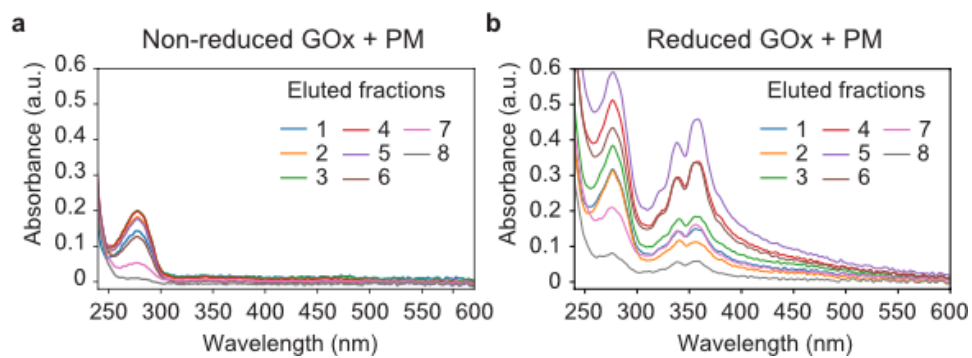 a
Non-reduced GOx + PM
Absorbance (a.u.)
0.6
0.5
0.4
0.3
0.2
0.1
0
Eluted fractions
1 4 7
2 5 8
3 6
250 300 350 400 450 500 550 600
Wavelength (nm)
b
Reduced GOx + PM
Absorbance (a.u.)
0.6
0.5
0.4
0.3
0.2
0.1
0
Eluted fractions
1 4 7
2 5 8
3 6
250 300 350 400 450 500 550 600
Wavelength (nm)